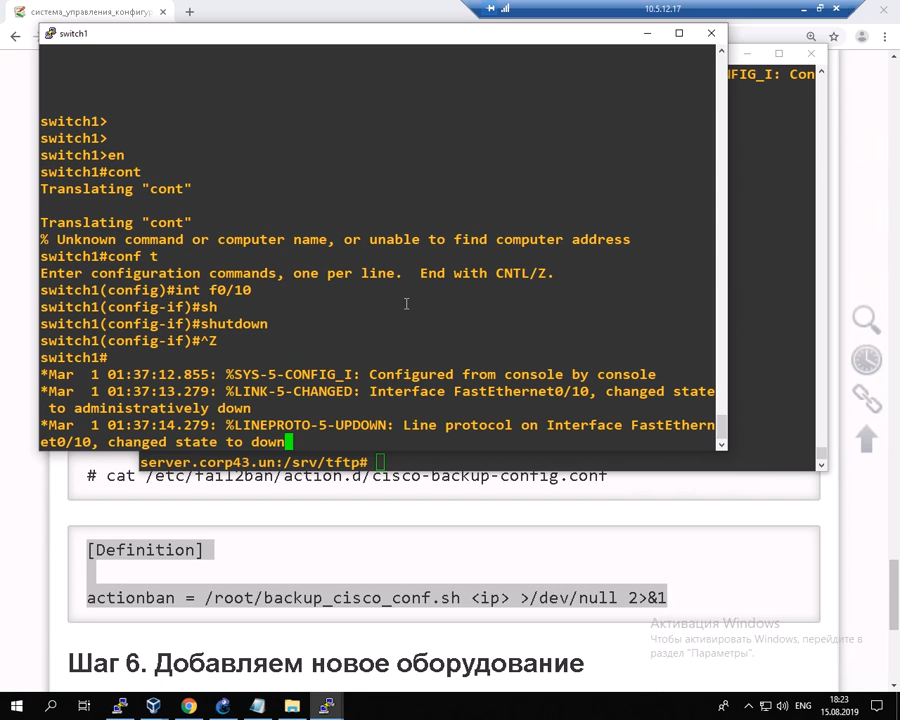 система_управления_конфигур
10.5.12.17
switch1
switch1>
switch1>
switch1>en
switch1#cont
Translating "cont"
Translating "cont"
% Unknown command or computer name, or unable to find computer address
switch1#conf t
Enter configuration commands, one per line.  End with CNTL/Z.
switch1(config)#int f0/10
switch1(config-if)#sh
switch1(config-if)#shutdown
switch1(config-if)#^Z
switch1#
*Mar  1 01:37:12.855: %SYS-5-CONFIG_I: Configured from console by console
*Mar  1 01:37:13.279: %LINK-5-CHANGED: Interface FastEthernet0/10, changed state
to administratively down
*Mar  1 01:37:14.279: %LINEPROTO-5-UPDOWN: Line protocol on Interface FastEthern
et0/10, changed state to down
FIG_I: Con
server.corp43.un:/srv/tftp#
# cat /etc/fail2ban/action.d/cisco-backup-config.conf
[Definition]
actionban = /root/backup_cisco_conf.sh <ip> >/dev/null 2>&1
Активация Windows
Чтобы активировать Windows, перейдите в
раздел "Параметры".
Шаг 6. Добавляем новое оборудование
ENG
18:23
15.08.2019